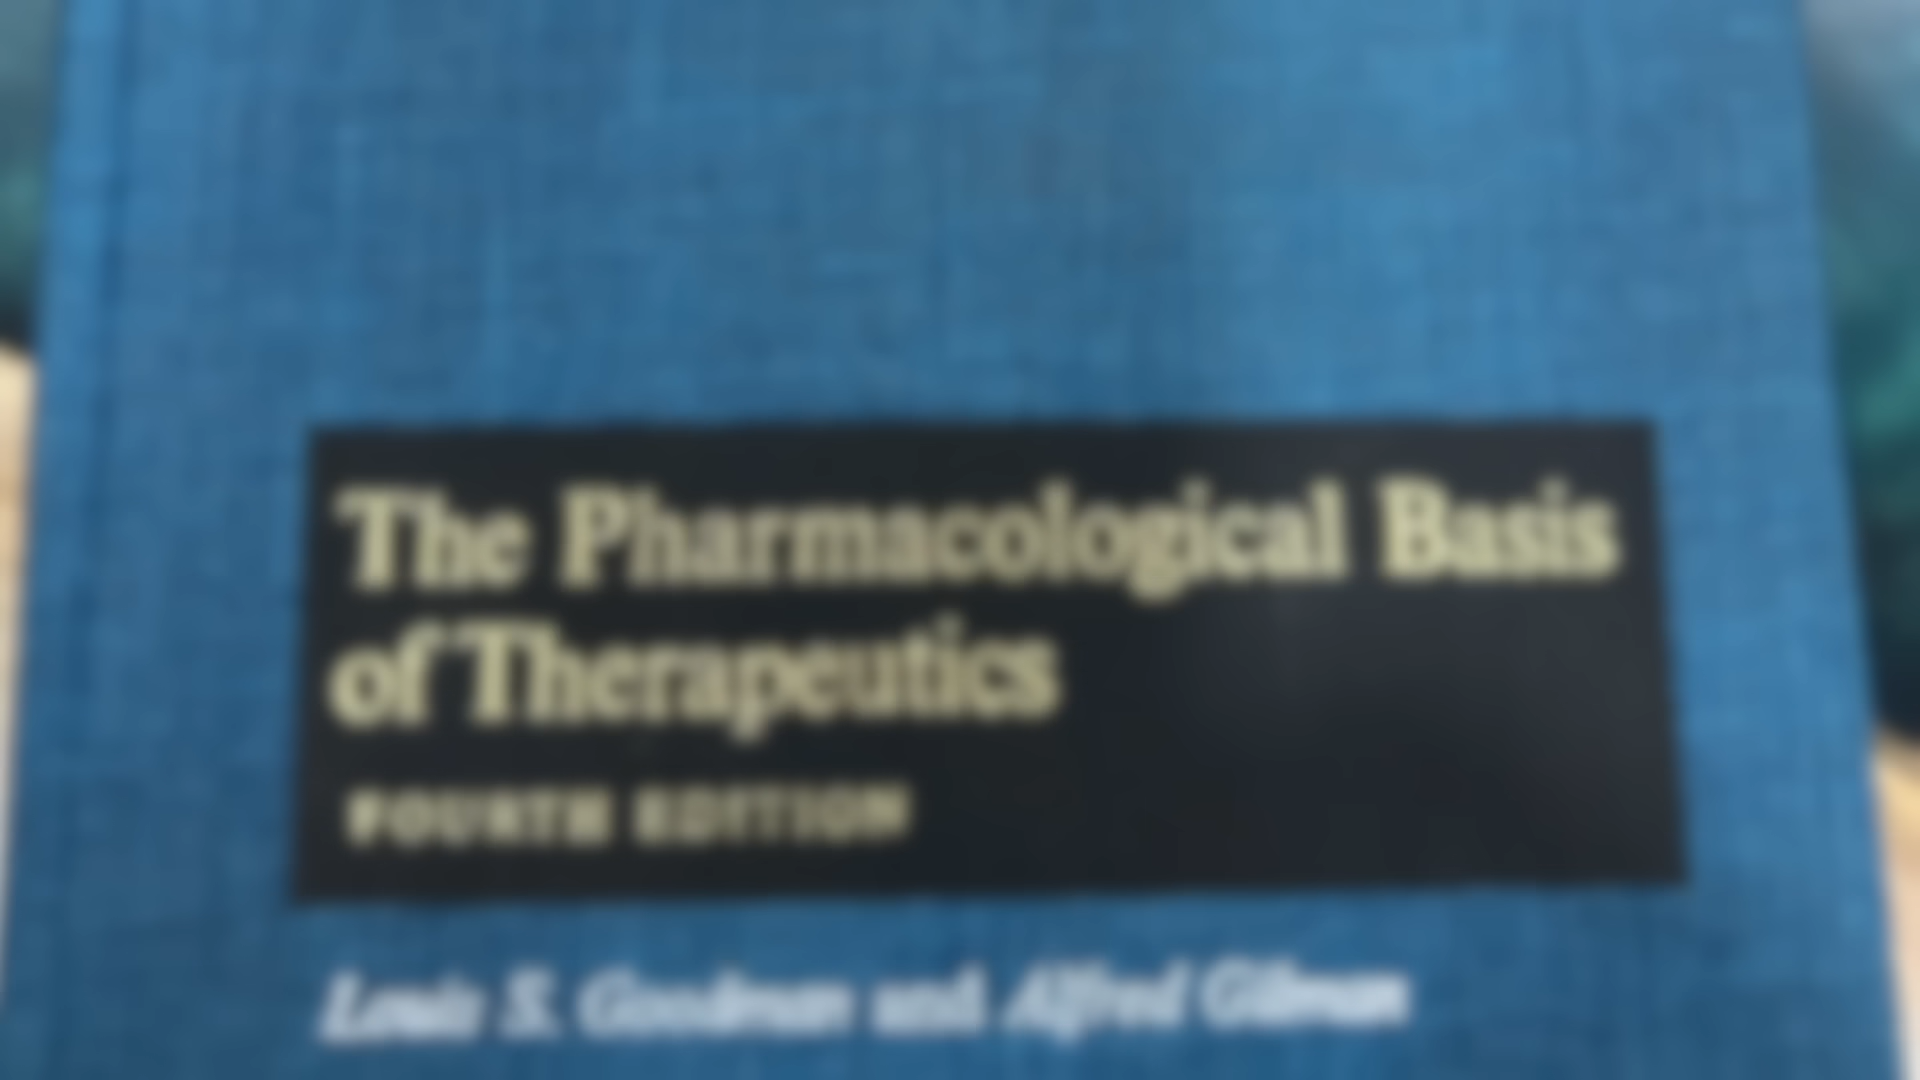 The Pharmacological Basis
of Therapeutics
FOURTH EDITION
Louis S. Goodman and Alfred Gilman